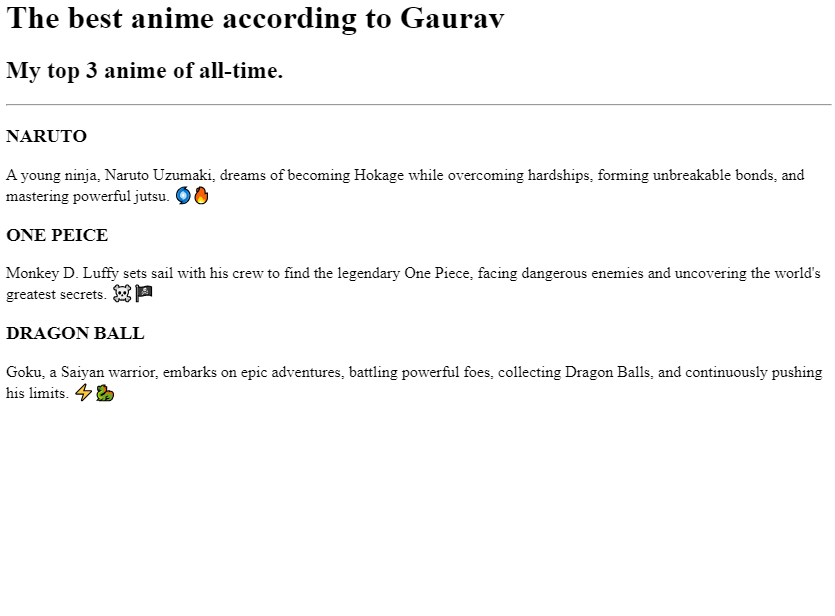 The best anime according to Gaurav
My top 3 anime of all-time.
NARUTO
A young ninja, Naruto Uzumaki, dreams of becoming Hokage while overcoming hardships, forming unbreakable bonds, and
mastering powerful jutsu. 🌀🔥
ONE PEICE
Monkey D. Luffy sets sail with his crew to find the legendary One Piece, facing dangerous enemies and uncovering the world's
greatest secrets. ☠️🏴‍☠️
DRAGON BALL
Goku, a Saiyan warrior, embarks on epic adventures, battling powerful foes, collecting Dragon Balls, and continuously pushing
his limits. ⚡🐉